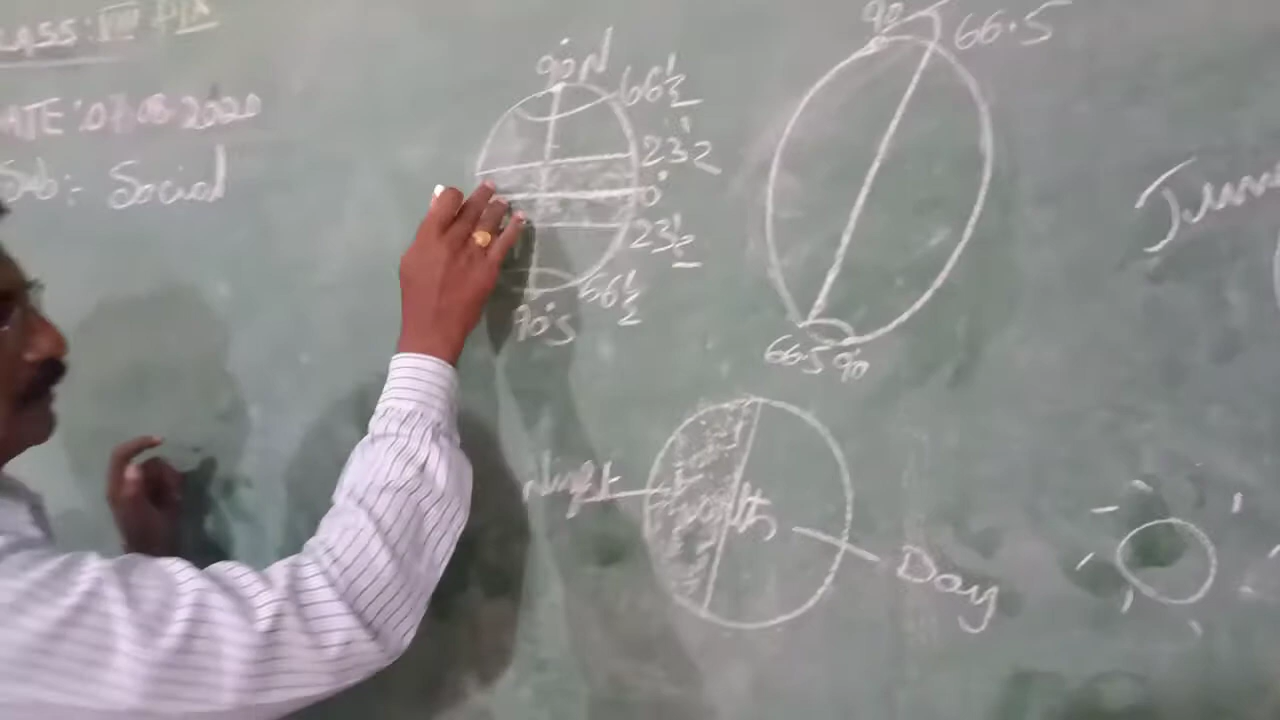 CLASS: VIII
DATE: 07.08.2020
Sub:- Social
90°N
66½
23½
0°
23½
66½
90°S
90
66.5
66.5
90
June
Night
Day